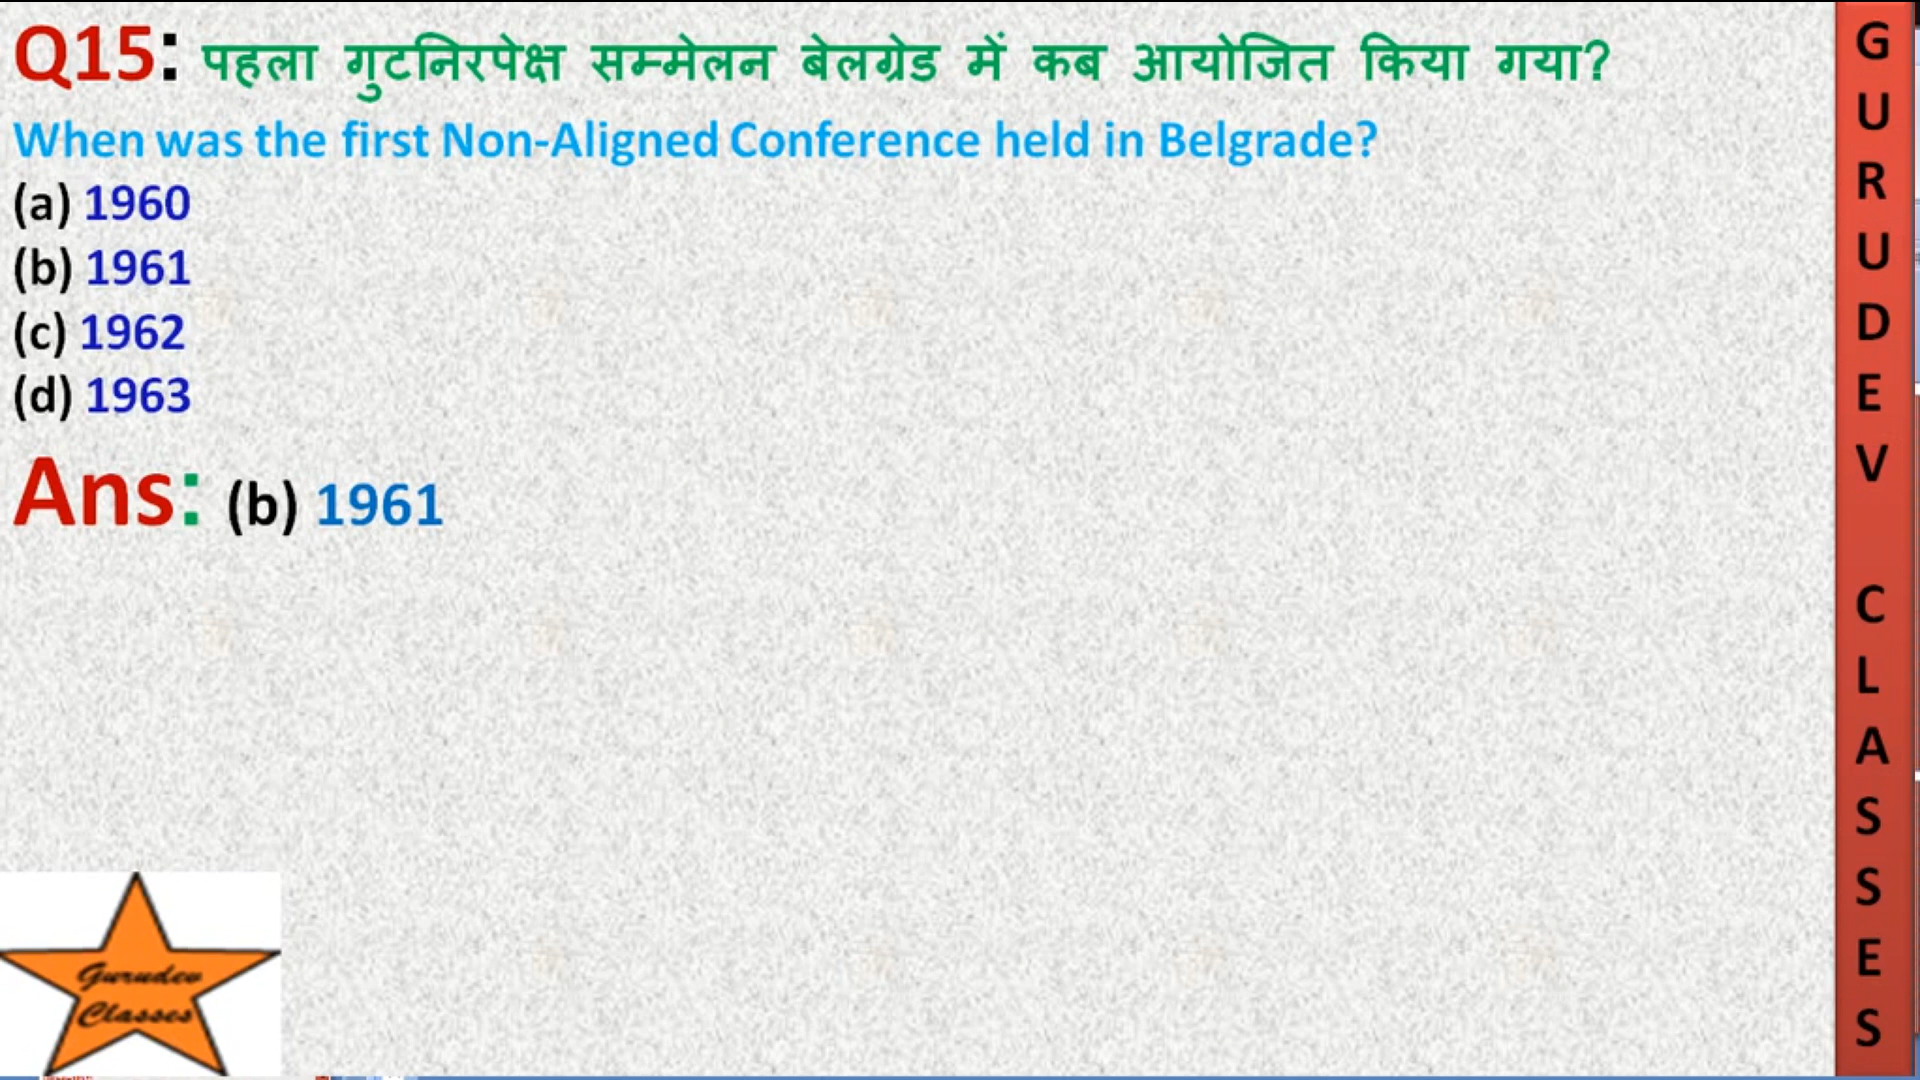 Q15: पहला गुटनिरपेक्ष सम्मेलन बेलग्रेड में कब आयोजित किया गया?
When was the first Non-Aligned Conference held in Belgrade?
(a) 1960
(b) 1961
(c) 1962
(d) 1963
Ans: (b) 1961
Gurudev
Classes
GURUDEV CLASSES